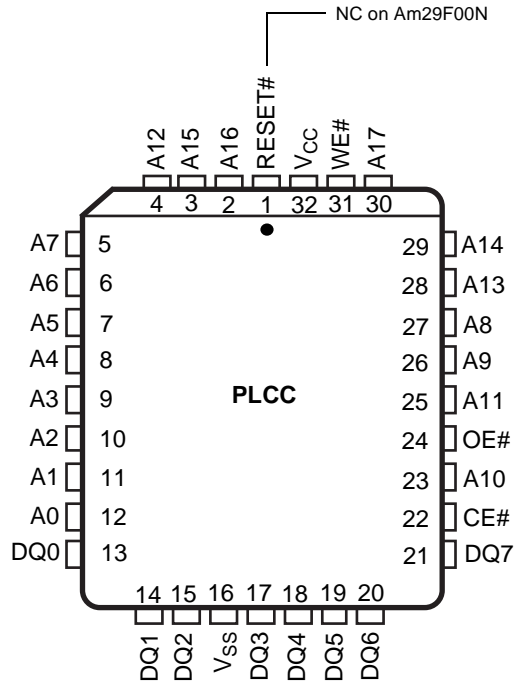 NC on Am29F00N
A12 A15 A16 RESET# VCC WE# A17
4 3 2 1 32 31 30
A7 5 29 A14
A6 6 28 A13
A5 7 27 A8
A4 8 26 A9
A3 9 PLCC 25 A11
A2 10 24 OE#
A1 11 23 A10
A0 12 22 CE#
DQ0 13 21 DQ7
14 15 16 17 18 19 20
DQ1 DQ2 VSS DQ3 DQ4 DQ5 DQ6